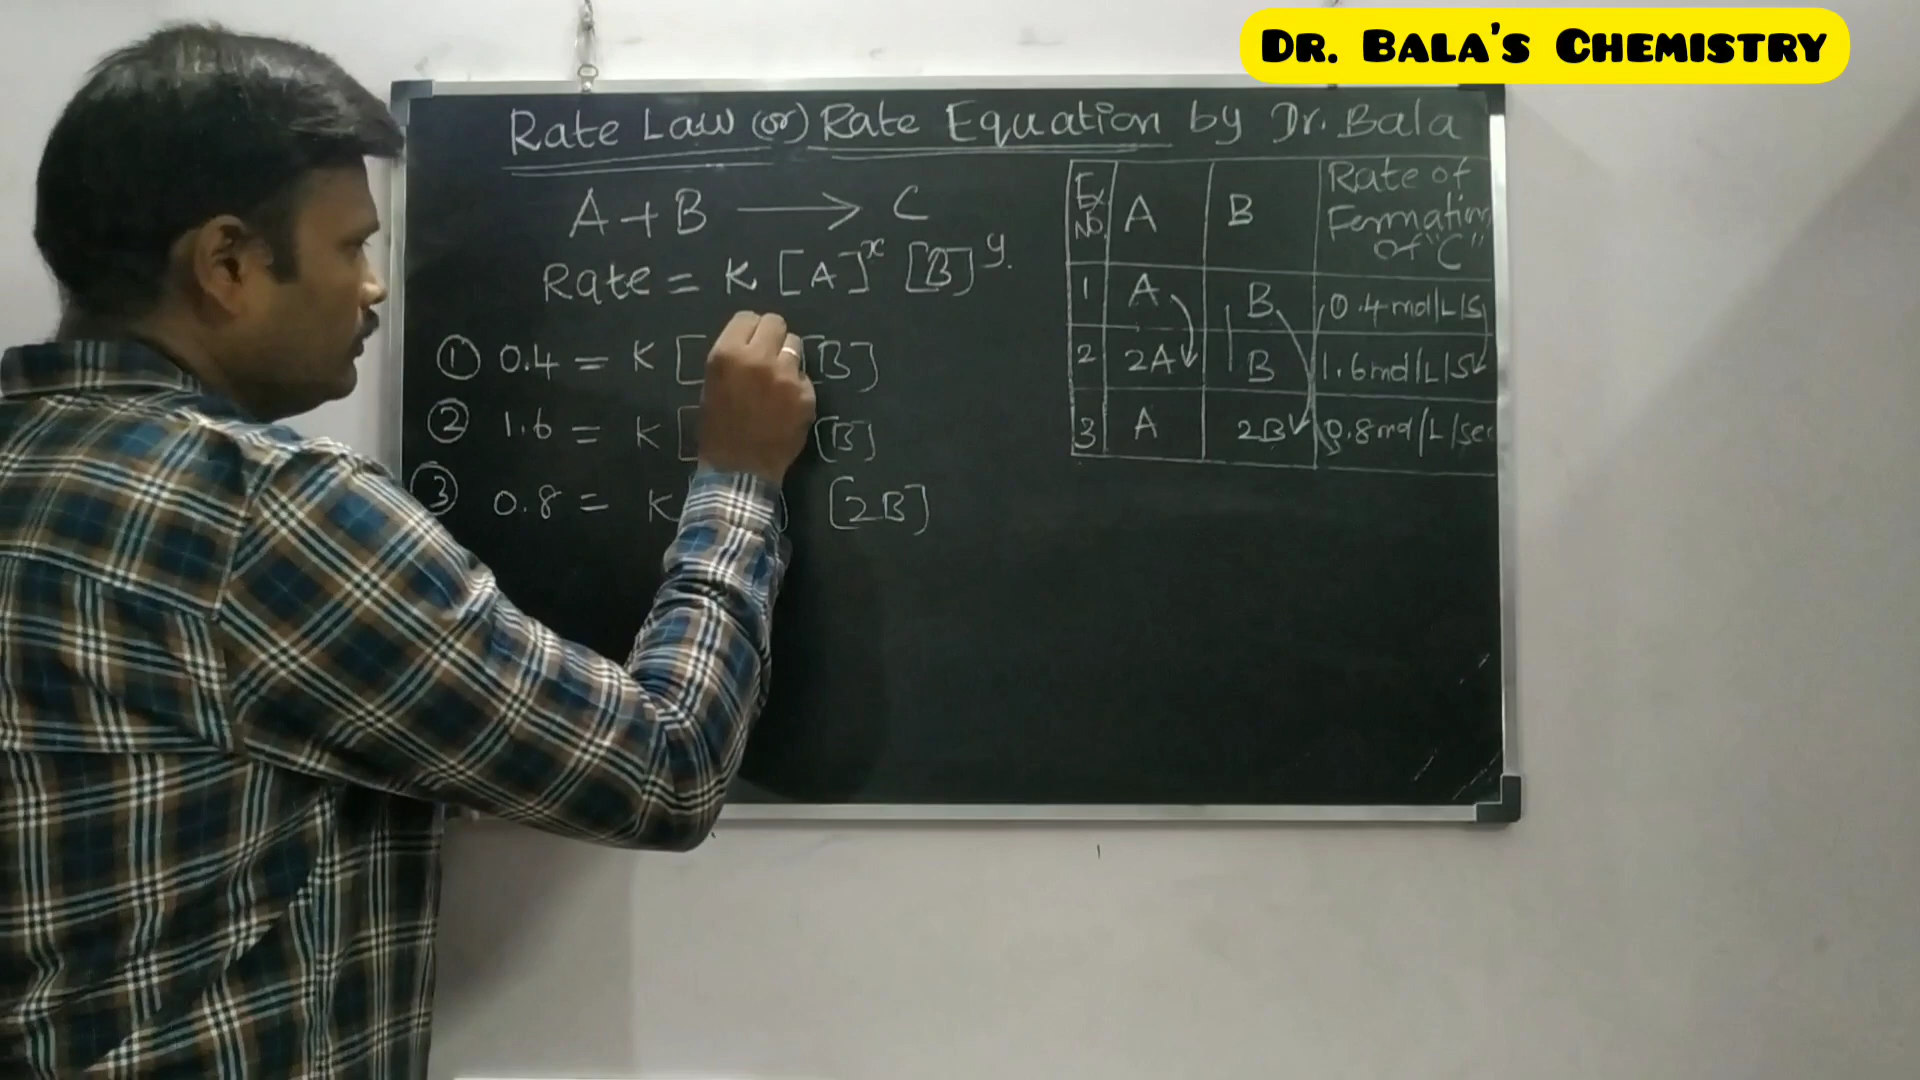 DR. BALA'S CHEMISTRY
Rate Law (or) Rate Equation by Dr. Bala
A + B ⟶ C
Rate = K [A]^x [B]^y.
① 0.4 = K [ [B]
② 1.6 = K [ [B]
③ 0.8 = K ] [2B]
Ex. NO. A B Rate of Formation Of "C"
1 A B 0.4 mol/L/S
2 2A B 1.6 mol/L/S
3 A 2B 0.8 mol/L/sec